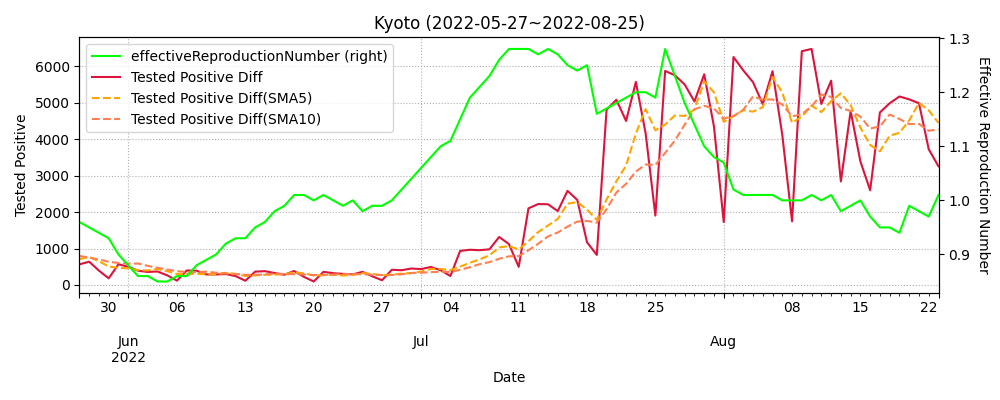 Kyoto (2022-05-27~2022-08-25)
effectiveReproductionNumber (right)
Tested Positive Diff
Tested Positive Diff(SMA5)
Tested Positive Diff(SMA10)
Tested Positive
6000
5000
4000
3000
2000
1000
0
1.3
1.2
1.1
1.0
0.9
Effective Reproduction Number
30 06 13 20 27 04 11 18 25 08 15 22
Jun Jul Aug
2022
Date